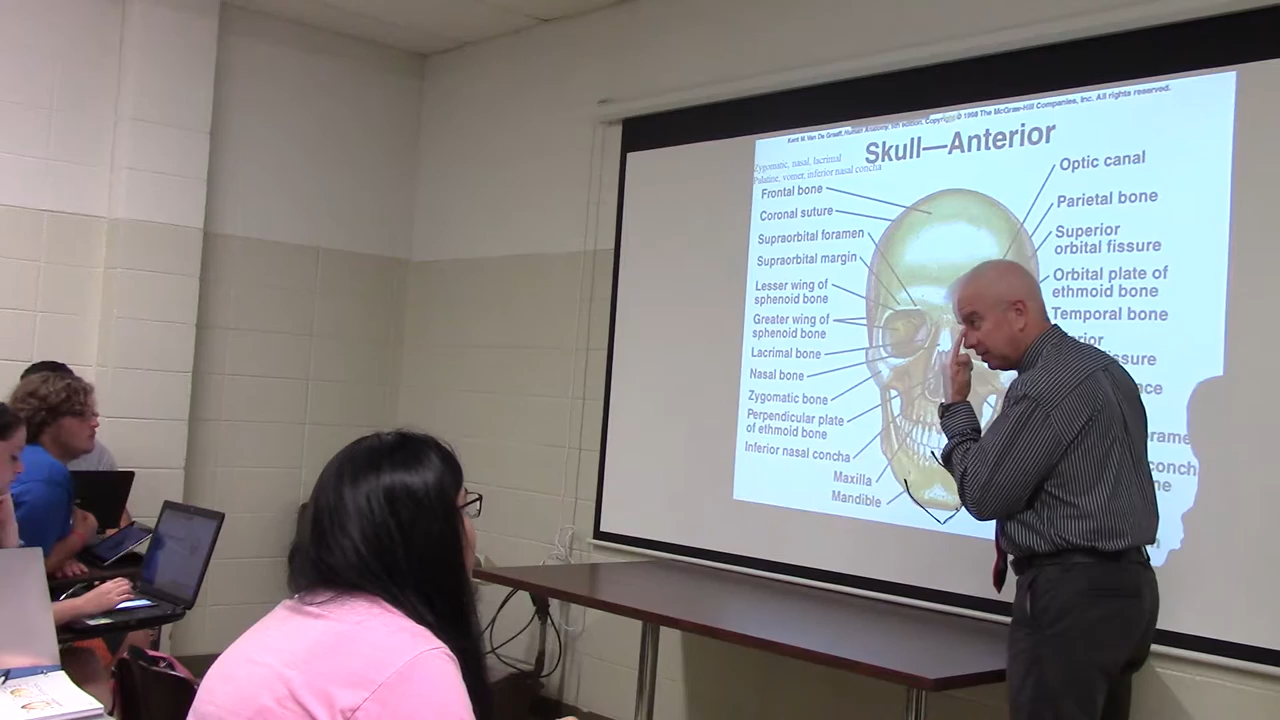 Kent M. Van De Graaff, Human Anatomy, 5th edition, Copyright © 1998 The McGraw-Hill Companies, Inc. All rights reserved.
Skull—Anterior
Zygomatic, nasal, lacrimal
Palatine, vomer, inferior nasal concha
Frontal bone
Coronal suture
Supraorbital foramen
Supraorbital margin
Lesser wing of
sphenoid bone
Greater wing of
sphenoid bone
Lacrimal bone
Nasal bone
Zygomatic bone
Perpendicular plate
of ethmoid bone
Inferior nasal concha
Maxilla
Mandible
Optic canal
Parietal bone
Superior
orbital fissure
Orbital plate of
ethmoid bone
Temporal bone